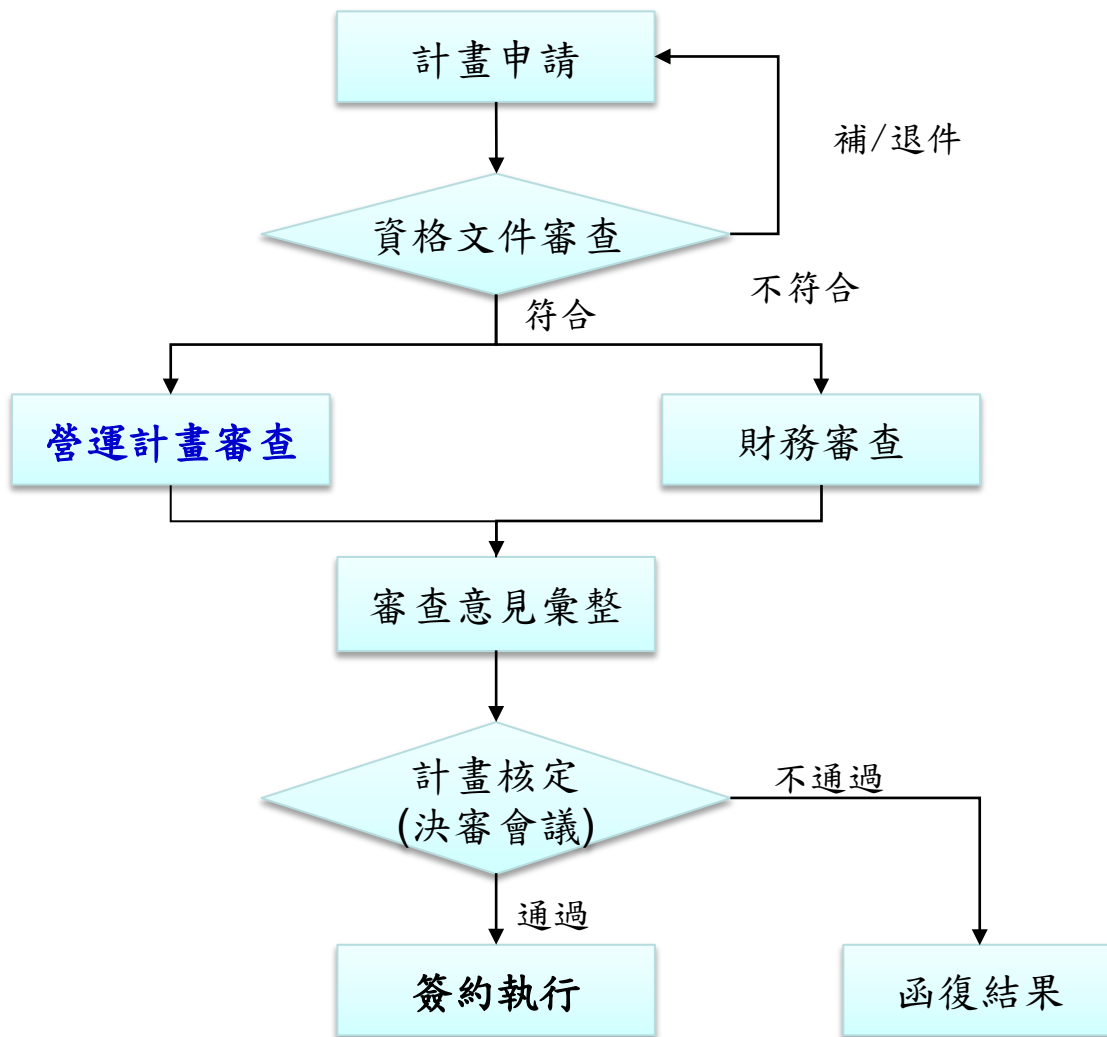 計畫申請
補/退件
資格文件審查
不符合
符合
營運計畫審查
財務審查
審查意見彙整
計畫核定
(決審會議)
不通過
通過
簽約執行
函復結果